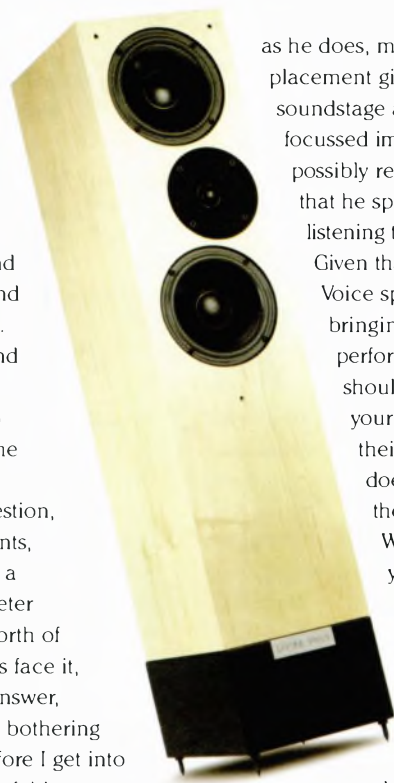 nd
nd
.
nd
ne
estion,
nts,
a
eter
orth of
s face it,
nswer,
bothering
fore I get into
as he does, m
placement gi
soundstage a
focussed im
possibly re
that he sp
listening t
Given th
Voice sp
bringin
perfor
shoul
your
thei
doe
the
W
y